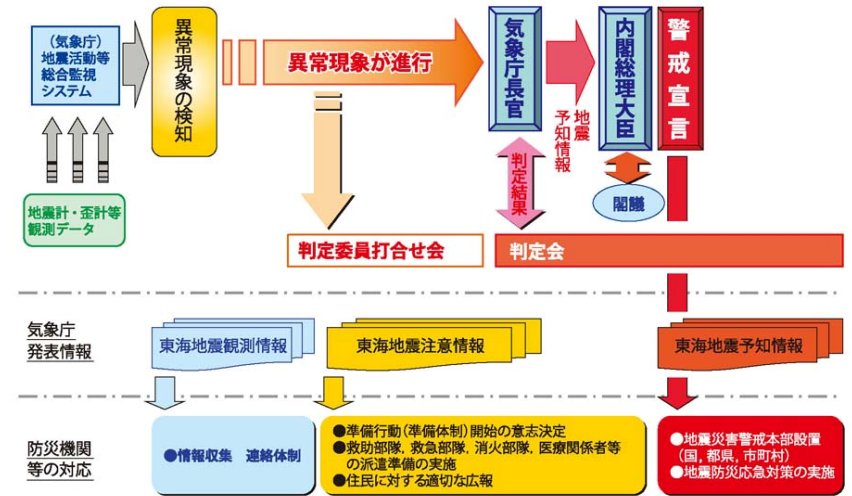 （気象庁）
地震活動等
総合監視
システム
異常現象の検知
異常現象が進行
気象庁長官
地震
予知情報
内閣総理大臣
警戒宣言
地震計・歪計等
観測データ
判定結果
閣議
判定委員打合せ会
判定会
気象庁
発表情報
東海地震観測情報
東海地震注意情報
東海地震予知情報
防災機関
等の対応
●情報収集　連絡体制
●準備行動（準備体制）開始の意志決定
●救助部隊，救急部隊，消火部隊，医療関係者等
の派遣準備の実施
●住民に対する適切な広報
●地震災害警戒本部設置
（国，都県，市町村）
●地震防災応急対策の実施